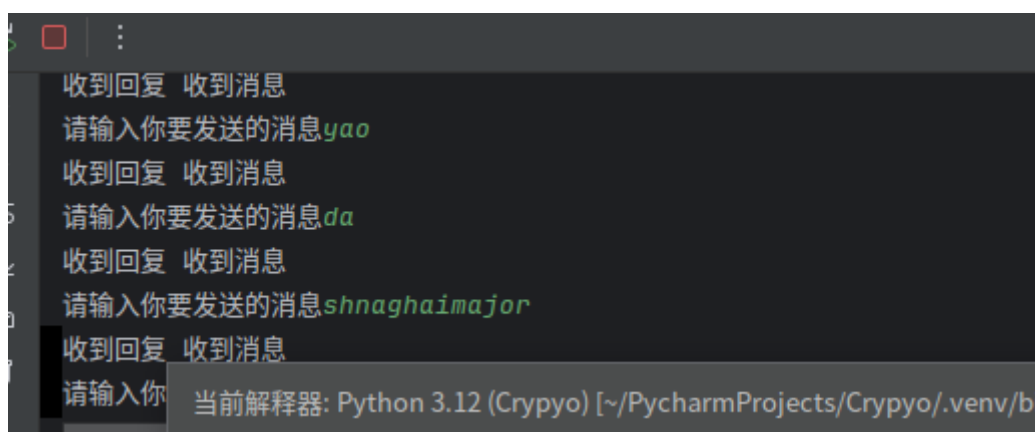 收到回复 收到消息
请输入你要发送的消息yao
收到回复 收到消息
请输入你要发送的消息da
收到回复 收到消息
请输入你要发送的消息shnaghaimajor
收到回复 收到消息
请输入你
当前解释器: Python 3.12 (Crypyo) [~/PycharmProjects/Crypyo/.venv/b